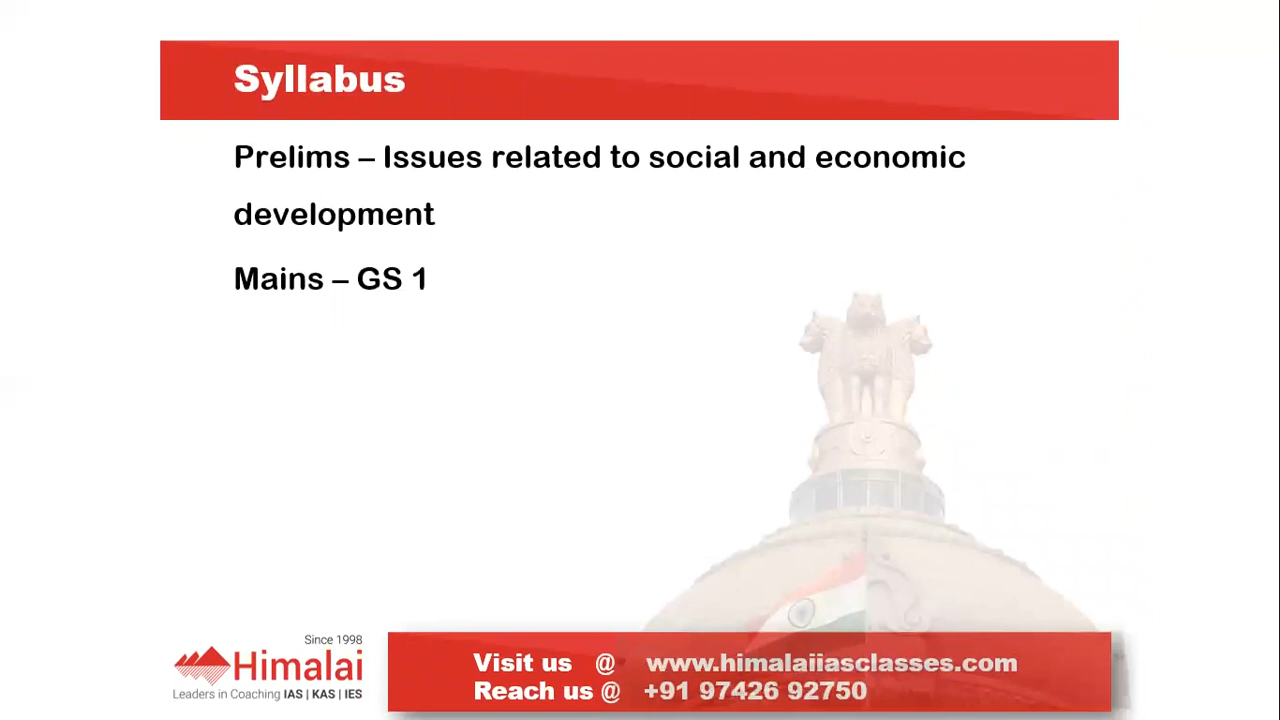 Syllabus
Prelims – Issues related to social and economic
development
Mains – GS 1
Since 1998
Himalai
Leaders in Coaching IAS | KAS | IES
Visit us @ www.himalaiiasclasses.com
Reach us @ +91 97426 92750